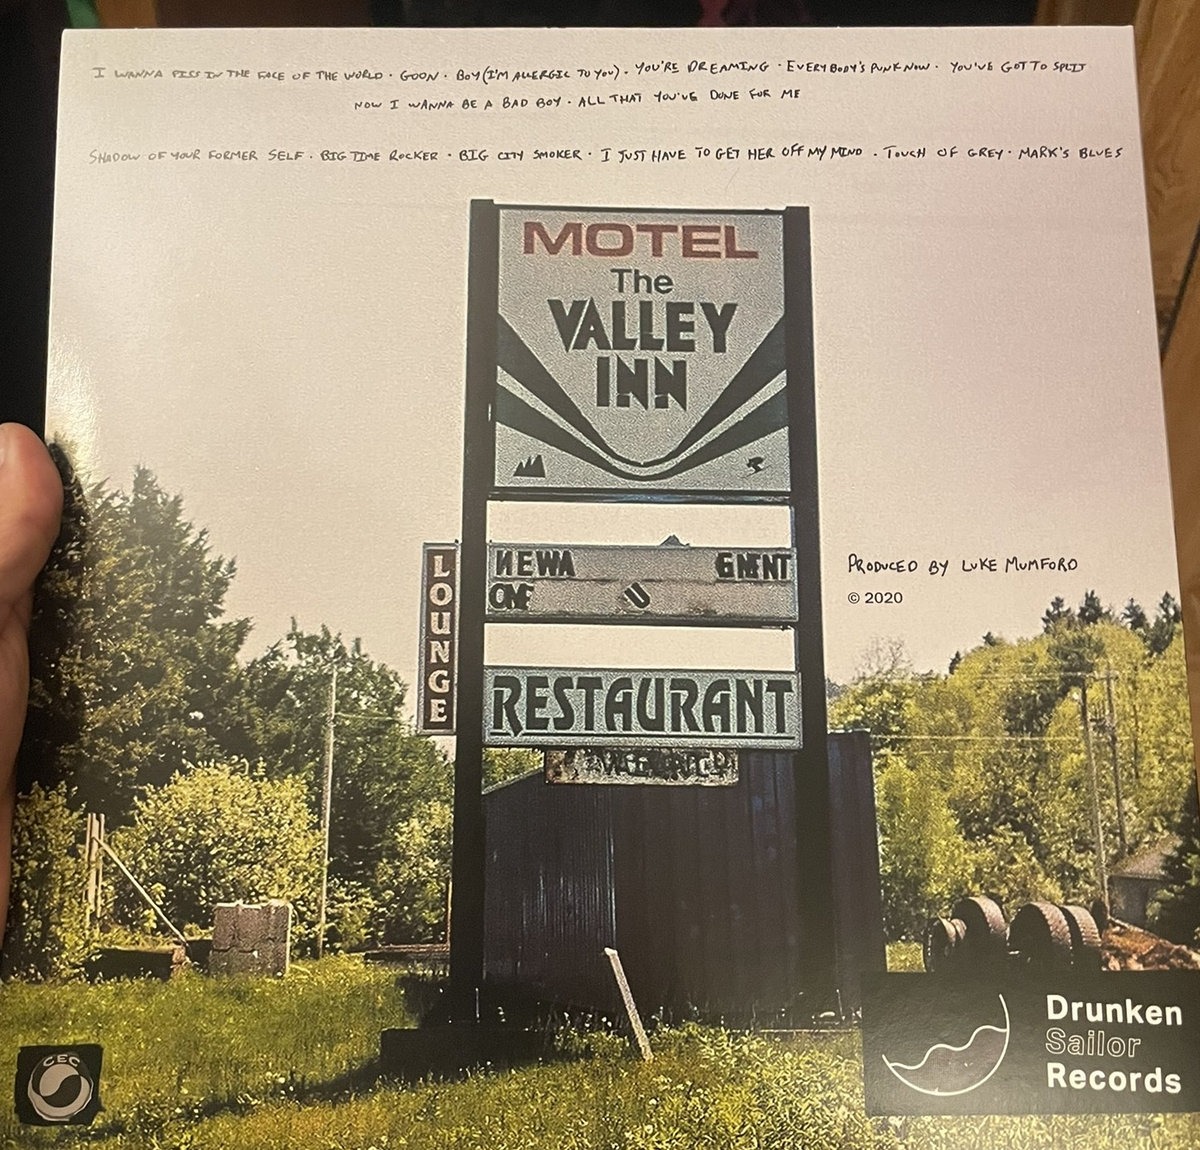 I WANNA PISS IN THE FACE OF THE WORLD · GOON · BOY (I'M ALLERGIC TO YOU) · YOU'RE DREAMING · EVERYBODY'S PUNK NOW · YOU'VE GOT TO SPLIT
NOW I WANNA BE A BAD BOY · ALL THAT YOU'VE DONE FOR ME
SHADOW OF YOUR FORMER SELF · BIG TIME ROCKER · BIG CITY SMOKER · I JUST HAVE TO GET HER OFF MY MIND · TOUCH OF GREY · MARK'S BLUES
MOTEL
The
VALLEY
INN
LOUNGE
NEWA GMENT
OME U
RESTAURANT
PRODUCED BY LUKE MUMFORD
© 2020
CEC
Drunken
Sailor
Records